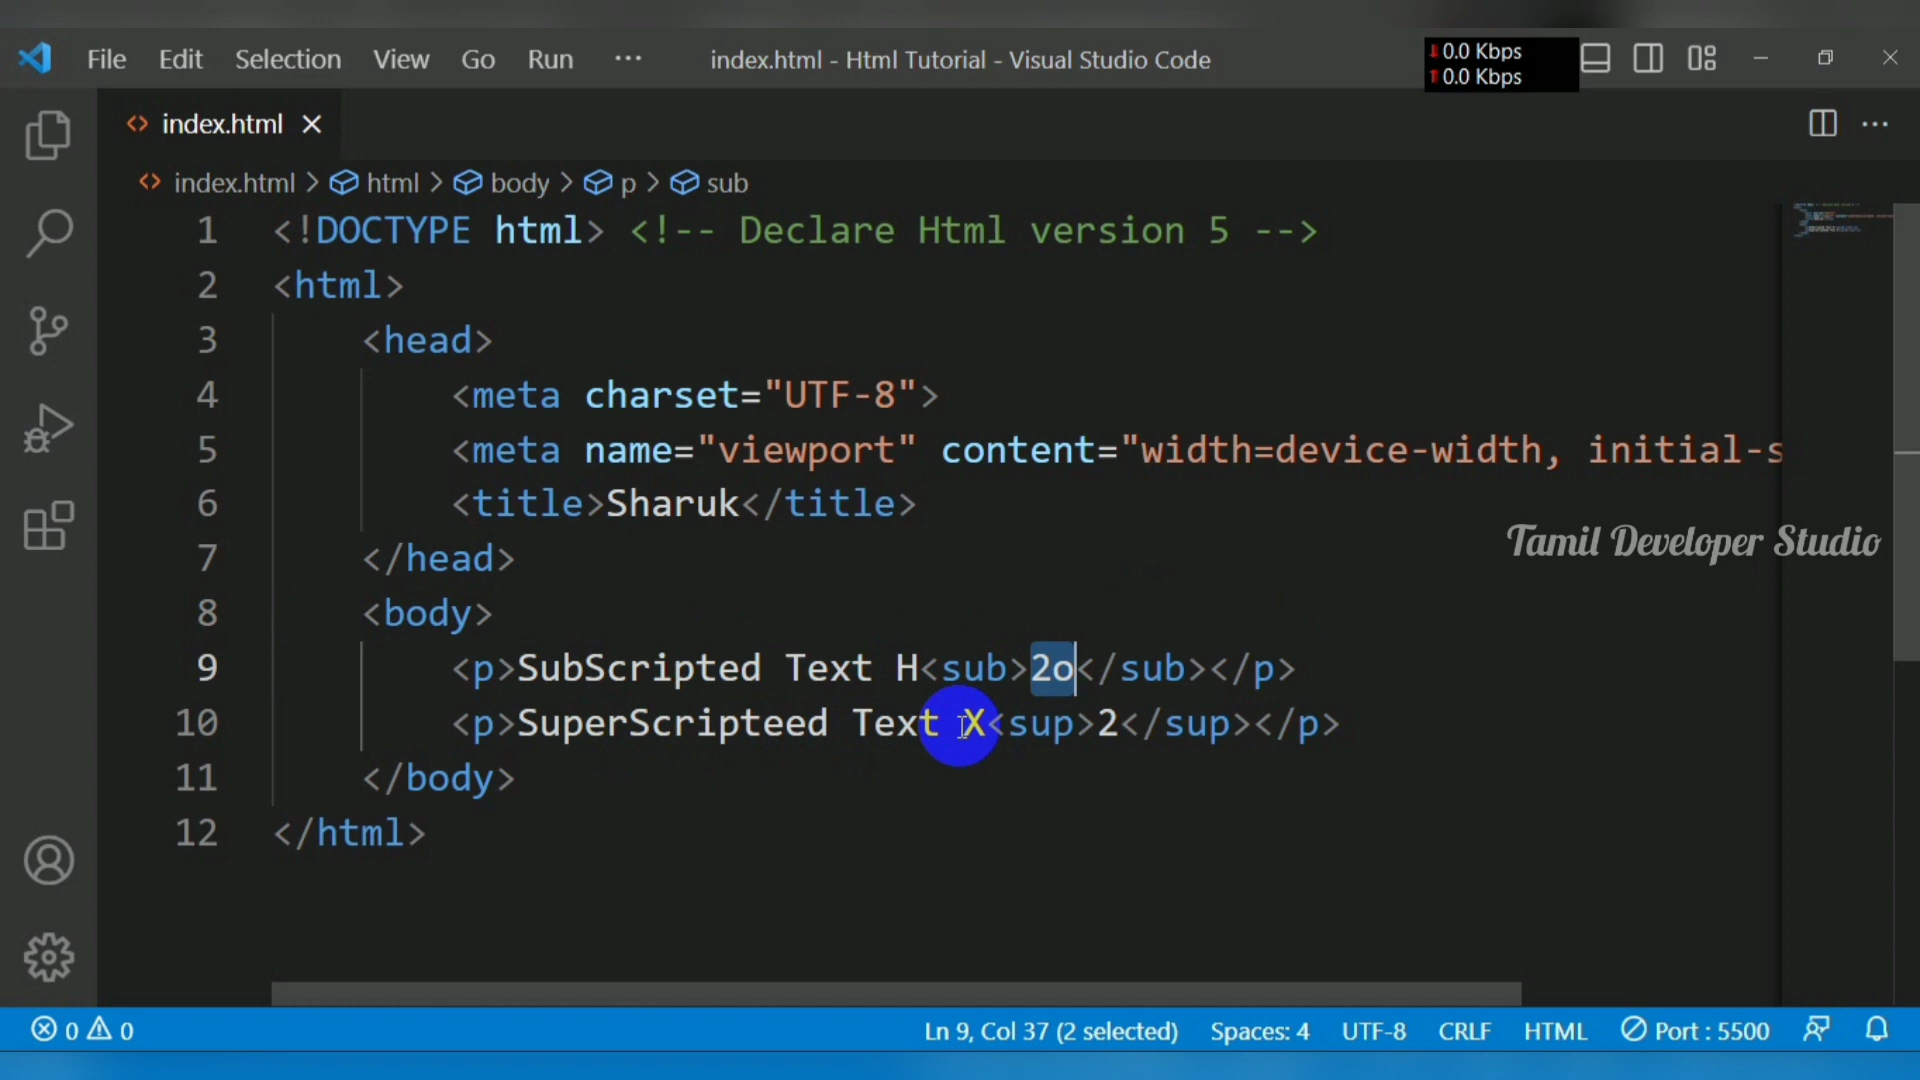 File Edit Selection View Go Run ··· index.html - Html Tutorial - Visual Studio Code
0.0 Kbps
0.0 Kbps
index.html
index.html > html > body > p > sub
1 <!DOCTYPE html> <!-- Declare Html version 5 -->
2 <html>
3 <head>
4 <meta charset="UTF-8">
5 <meta name="viewport" content="width=device-width, initial-s
6 <title>Sharuk</title>
Tamil Developer Studio
7 </head>
8 <body>
9 <p>SubScripted Text H<sub>2o</sub></p>
10 <p>SuperScripteed Text X<sup>2</sup></p>
11 </body>
12 </html>
0 0 Ln 9, Col 37 (2 selected) Spaces: 4 UTF-8 CRLF HTML Port : 5500